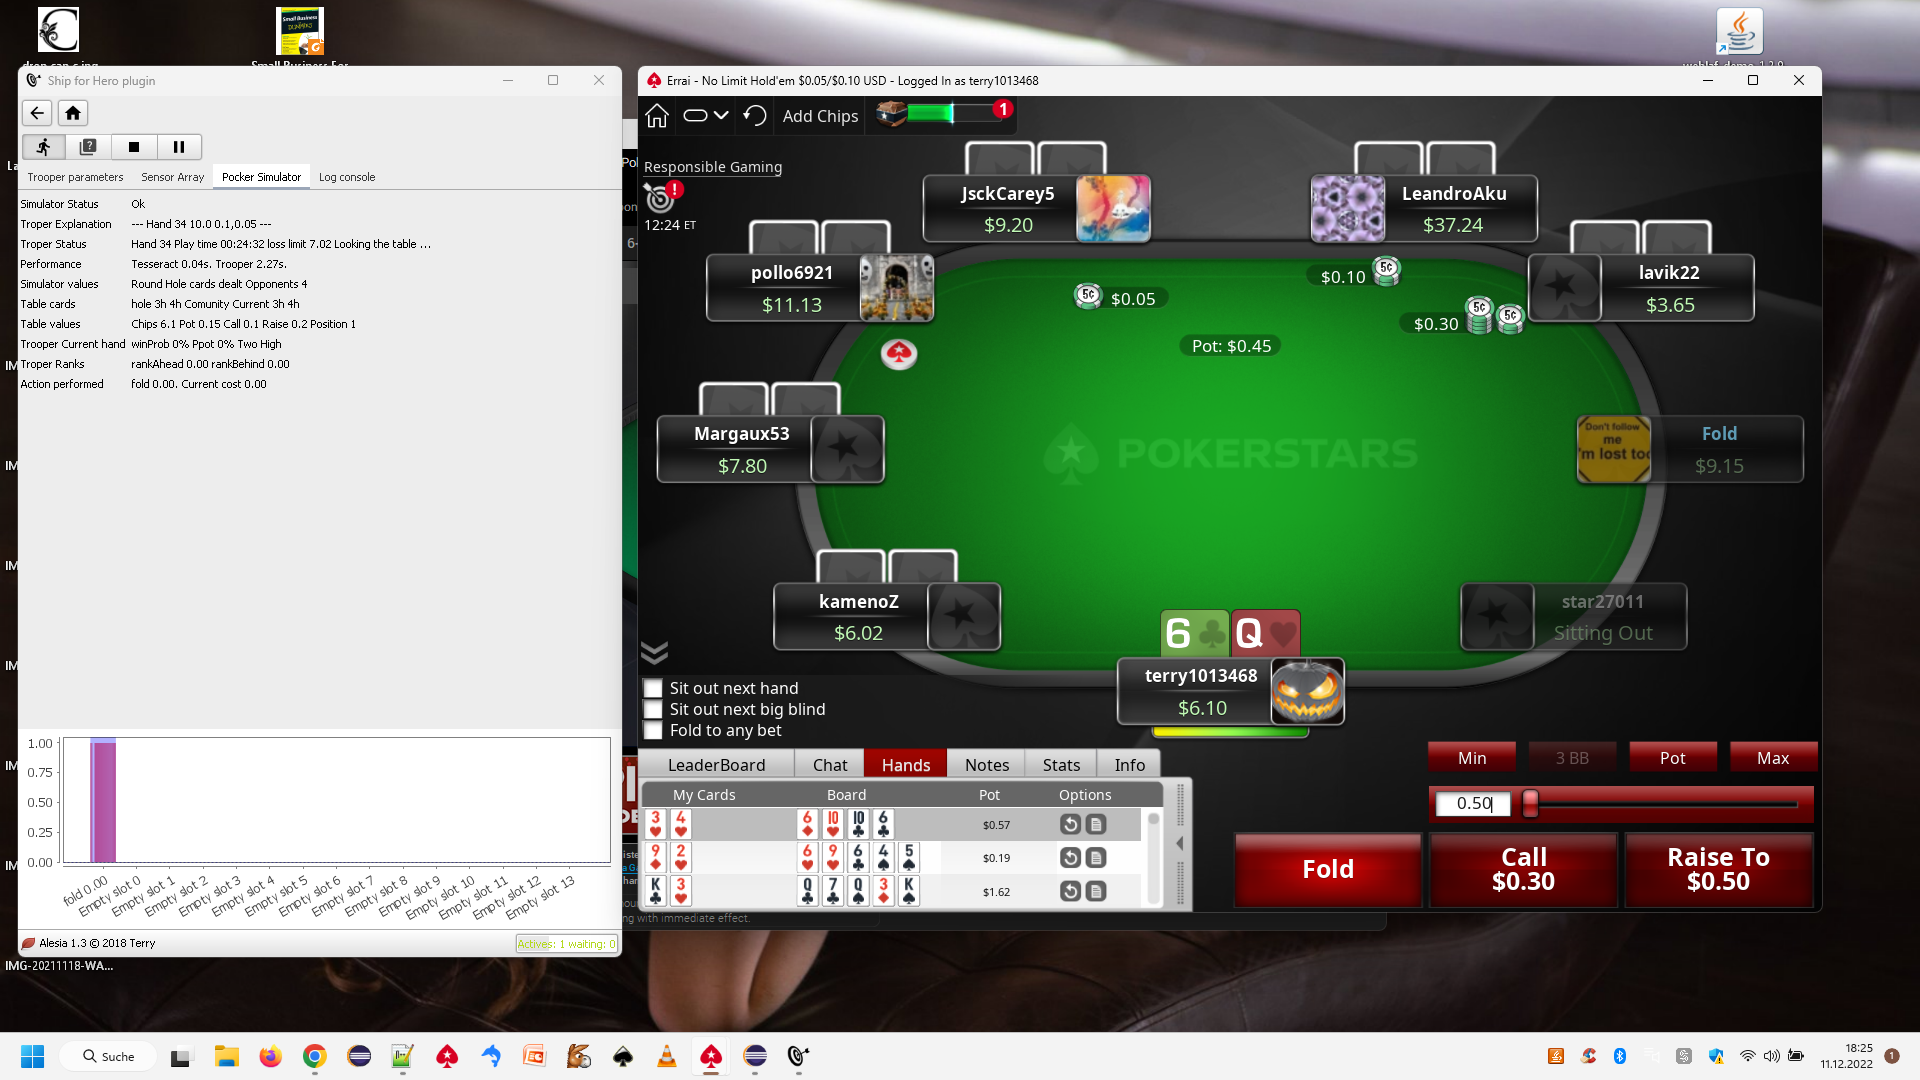 Ship for Hero plugin
Trooper parameters Sensor Array Pocker Simulator Log console
Simulator Status Ok
Troper Explanation --- Hand 34 10.0 0.1,0.05 ---
Troper Status Hand 34 Play time 00:24:32 loss limit 7.02 Looking the table ...
Performance Tesseract 0.04s. Trooper 2.27s.
Simulator values Round Hole cards dealt Opponents 4
Table cards hole 3h 4h Comunity Current 3h 4h
Table values Chips 6.1 Pot 0.15 Call 0.1 Raise 0.2 Position 1
Trooper Current hand winProb 0% Ppot 0% Two High
Troper Ranks rankAhead 0.00 rankBehind 0.00
Action performed fold 0.00. Current cost 0.00
1.00
0.75
0.50
0.25
0.00
fold 0.00 Empty slot 0 Empty slot 1 Empty slot 2 Empty slot 3 Empty slot 4 Empty slot 5 Empty slot 6 Empty slot 7 Empty slot 8 Empty slot 9 Empty slot 10 Empty slot 11 Empty slot 12 Empty slot 13
Alesia 1.3 © 2018 Terry Actives: 1 waiting: 0
IMG-20211118-WA...
Errai - No Limit Hold'em $0.05/$0.10 USD - Logged In as terry1013468
Add Chips 1
Responsible Gaming
12:24 ET
JsckCarey5
$9.20
LeandroAku
$37.24
pollo6921
$11.13
lavik22
$3.65
5¢ $0.05
$0.10 5¢
$0.30 5¢ 5¢
Pot: $0.45
Margaux53
$7.80
POKERSTARS
Don't follow
me
I'm lost too
Fold
$9.15
kamenoZ
$6.02
star27011
Sitting Out
6 Q
terry1013468
$6.10
Sit out next hand
Sit out next big blind
Fold to any bet
LeaderBoard Chat Hands Notes Stats Info
My Cards Board Pot Options
3 4 6 10 10 6 $0.57
9 2 6 9 6 4 5 $0.19
K 3 Q 7 Q 3 K $1.62
Min 3 BB Pot Max
0.50
Fold
Call
$0.30
Raise To
$0.50
ng with immediate effect.
Suche
18:25
11.12.2022
1